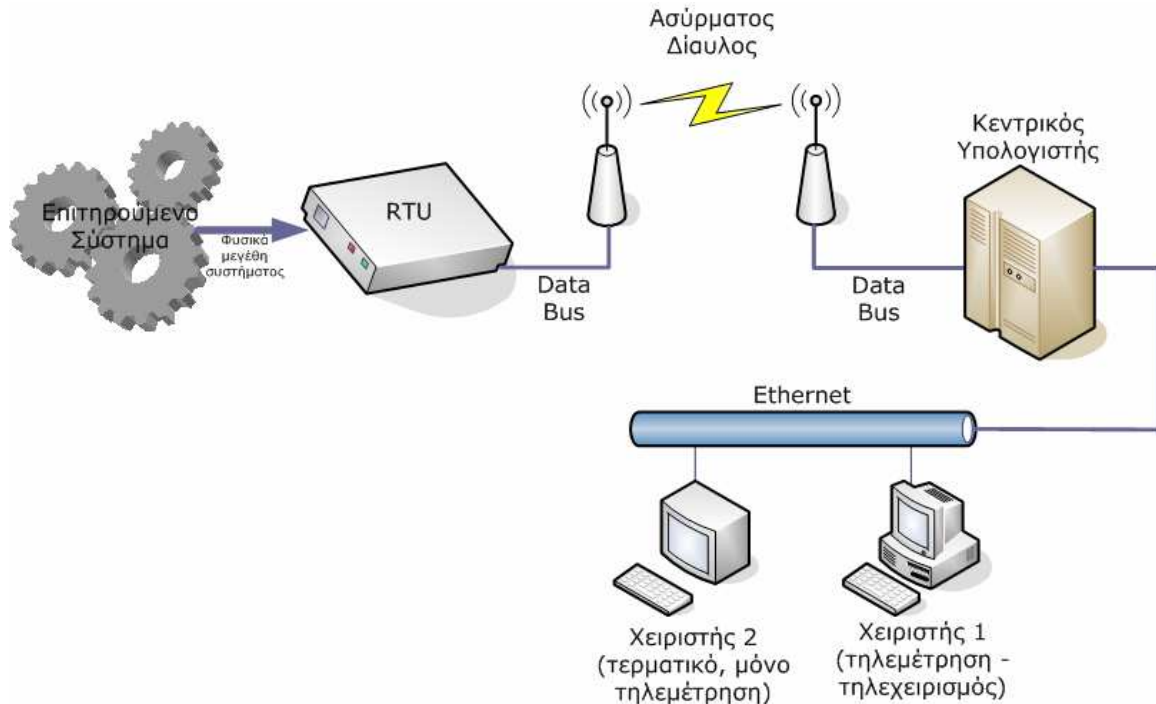 Ασύρματος
Δίαυλος
Κεντρικός
Υπολογιστής
Επιτηρούμενο
Σύστημα
Φυσικά
μεγέθη
συστήματος
RTU
Data
Bus
Data
Bus
Ethernet
Χειριστής 2
(τερματικό, μόνο
τηλεμέτρηση)
Χειριστής 1
(τηλεμέτρηση -
τηλεχειρισμός)